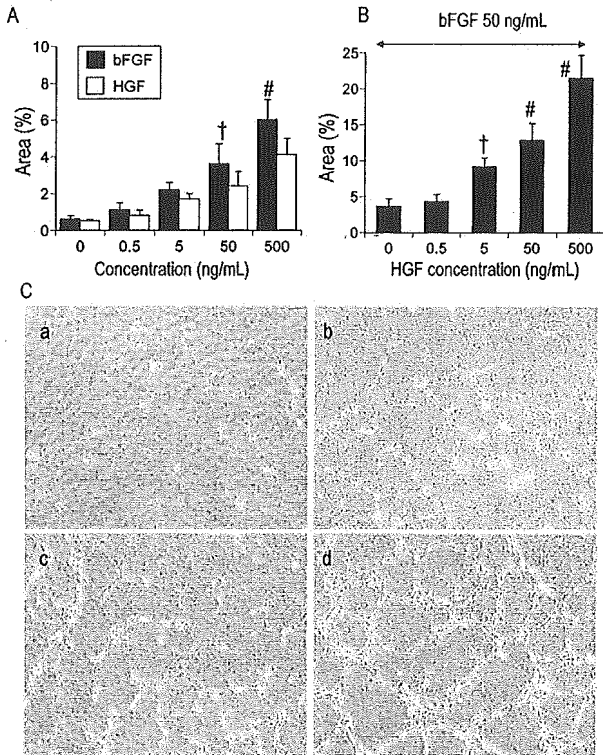 A
10
8
6
4
2
0
Area (%)
bFGF
HGF
†
#
0 0.5 5 50 500
Concentration (ng/mL)
B
bFGF 50 ng/mL
25
20
15
10
5
0
Area (%)
†
#
#
0 0.5 5 50 500
HGF concentration (ng/mL)
C
a
b
c
d